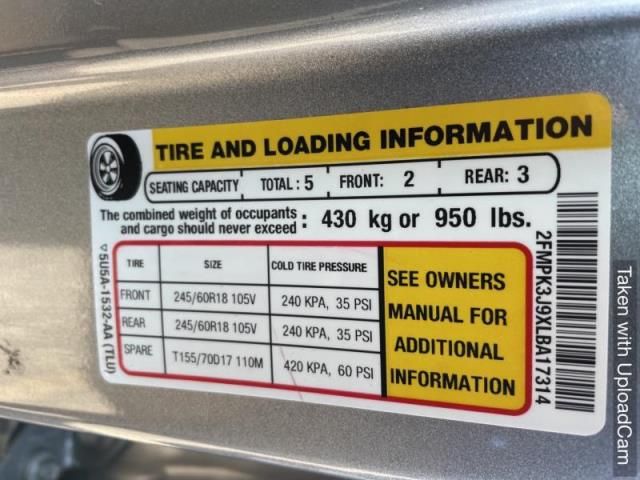 TIRE AND LOADING INFORMATION
SEATING CAPACITY TOTAL: 5 FRONT: 2 REAR: 3
The combined weight of occupants and cargo should never exceed : 430 kg or 950 lbs.
TIRE SIZE COLD TIRE PRESSURE
FRONT 245/60R18 105V 240 KPA, 35 PSI
REAR 245/60R18 105V 240 KPA, 35 PSI
SPARE T155/70D17 110M 420 KPA, 60 PSI
SEE OWNERS
MANUAL FOR
ADDITIONAL
INFORMATION
5U5A-1532-AA (TLU)
2FMPK3J9XLBA17314
Taken with UploadCam